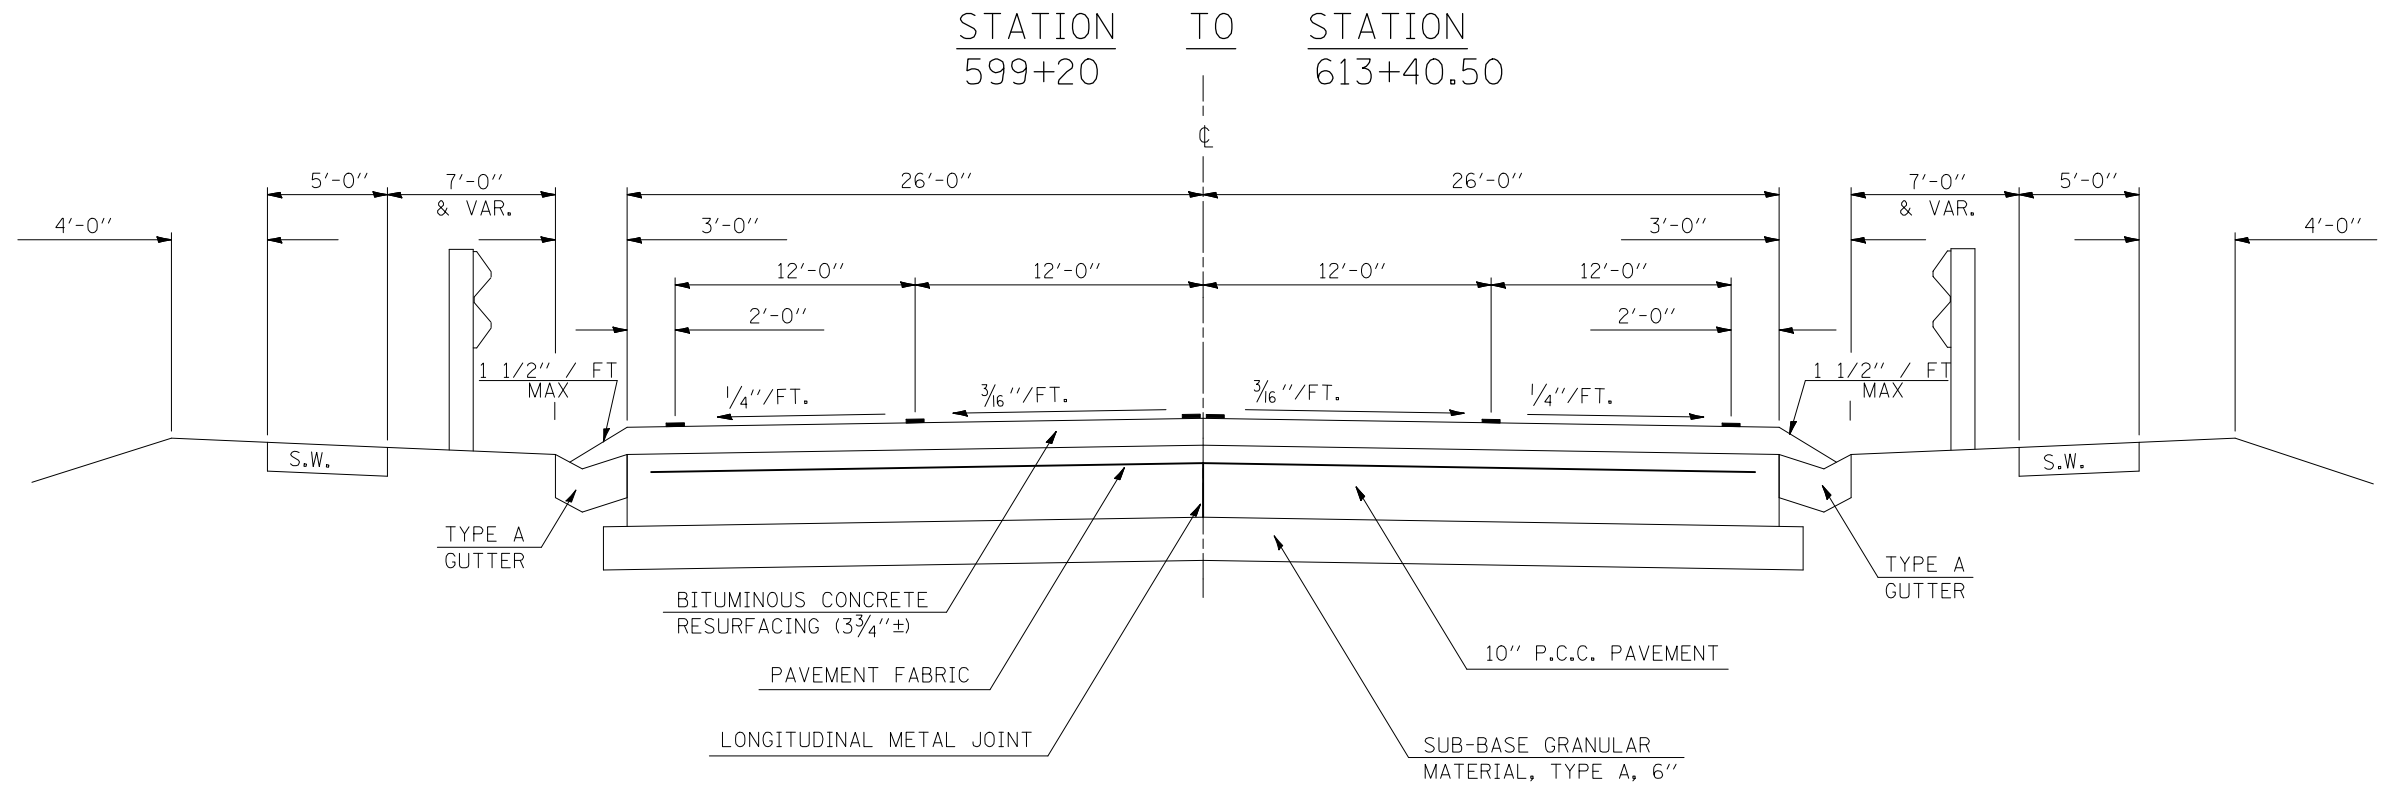 STATION TO STATION
599+20 613+40.50
℄
5'-0" 7'-0" 26'-0" 26'-0" 7'-0" 5'-0"
& VAR. & VAR.
4'-0" 3'-0" 3'-0" 4'-0"
12'-0" 12'-0" 12'-0" 12'-0"
2'-0" 2'-0"
1 1/2" / FT 1 1/2" / FT
MAX MAX
1/4"/FT. 3/16"/FT. 3/16"/FT. 1/4"/FT.
S.W. S.W.
TYPE A
GUTTER
TYPE A
GUTTER
BITUMINOUS CONCRETE
RESURFACING (3 3/4"±)
10" P.C.C. PAVEMENT
PAVEMENT FABRIC
LONGITUDINAL METAL JOINT
SUB-BASE GRANULAR
MATERIAL, TYPE A, 6"